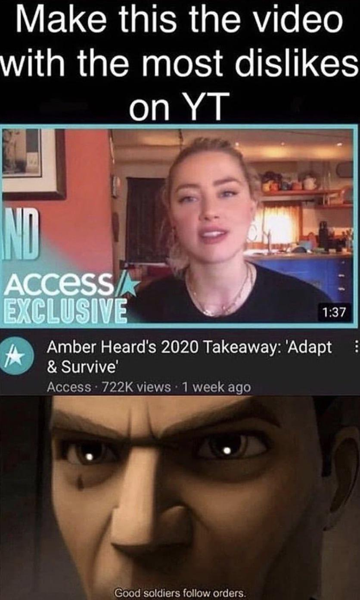 Make this the video
with the most dislikes
on YT
ND
access
EXCLUSIVE
1:37
Amber Heard's 2020 Takeaway: 'Adapt
& Survive'
Access · 722K views · 1 week ago
Good soldiers follow orders.